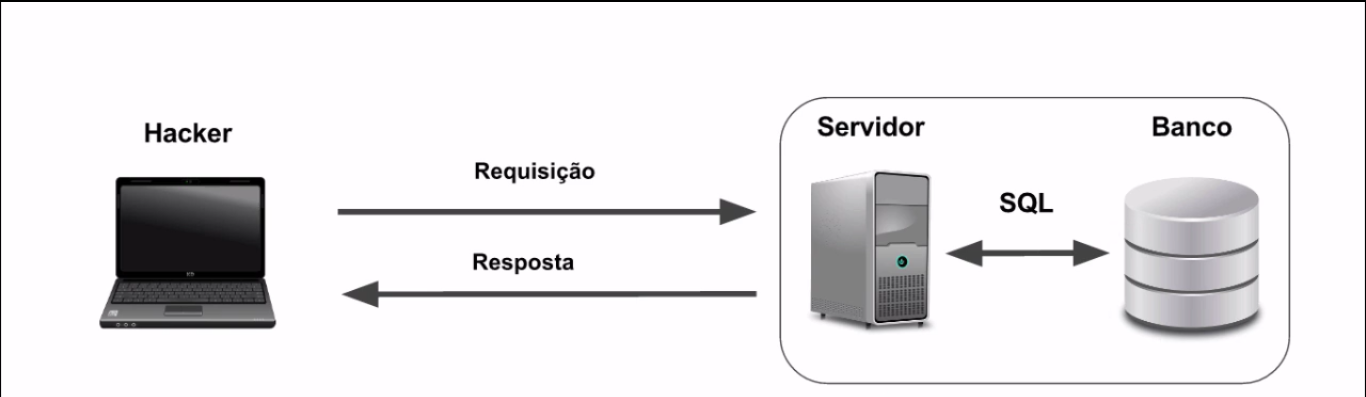 Hacker
Requisição
Resposta
Servidor
SQL
Banco